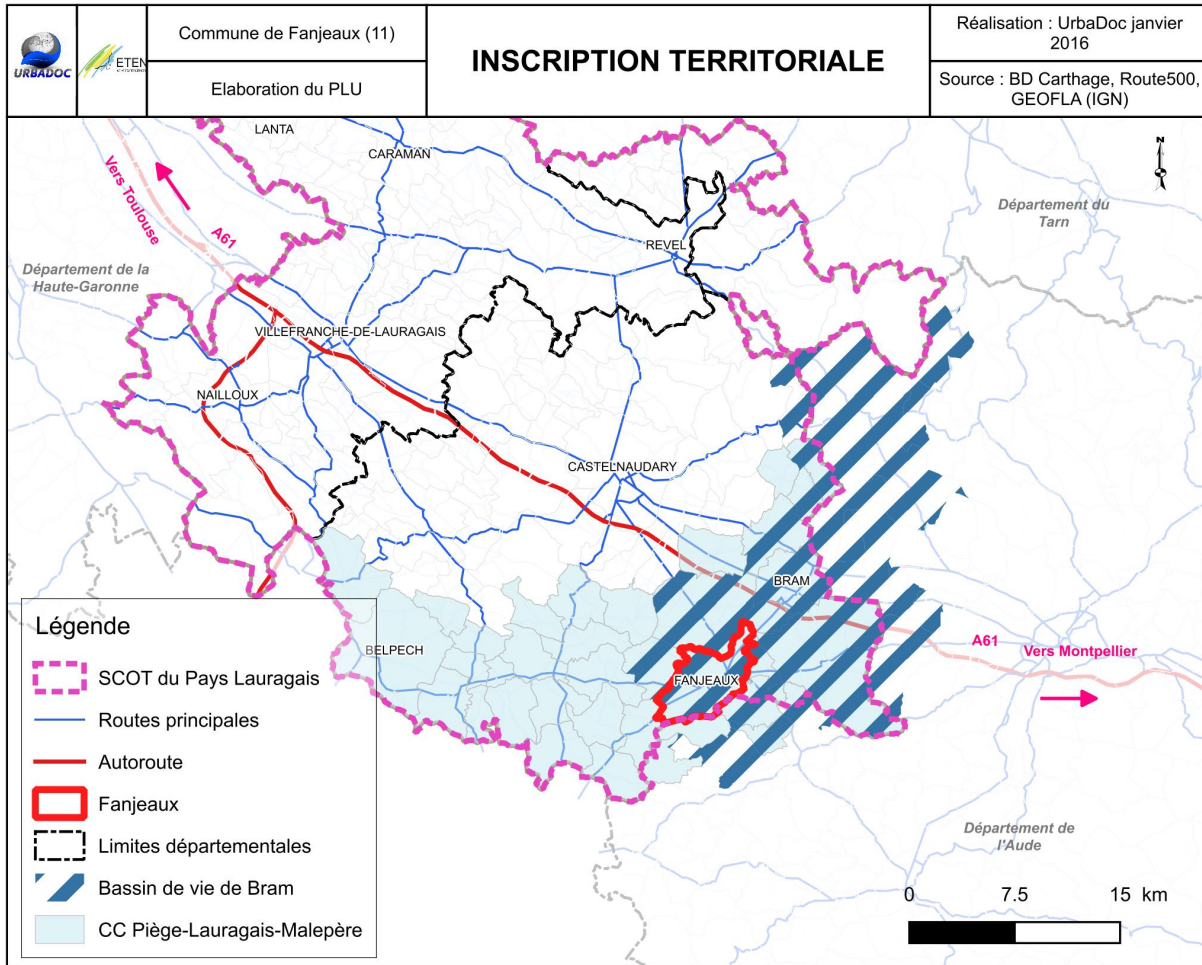 URBADOC
ETEN
Commune de Fanjeaux (11)
Elaboration du PLU
INSCRIPTION TERRITORIALE
Réalisation : UrbaDoc janvier
2016
Source : BD Carthage, Route500,
GEOFLA (IGN)
LANTA
CARAMAN
Vers Toulouse
A61
N
Département du
Tarn
REVEL
Département de la
Haute-Garonne
VILLEFRANCHE-DE-LAURAGAIS
NAILLOUX
CASTELNAUDARY
BRAM
BELPECH
FANJEAUX
A61
Vers Montpellier
Département de
l'Aude
Légende
SCOT du Pays Lauragais
Routes principales
Autoroute
Fanjeaux
Limites départementales
Bassin de vie de Bram
CC Piège-Lauragais-Malepère
0 7.5 15 km